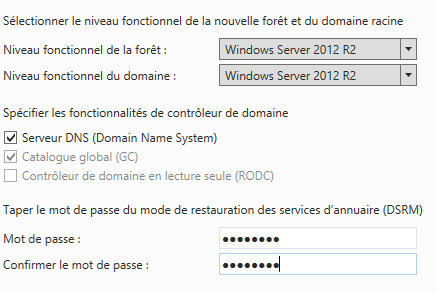 Sélectionner le niveau fonctionnel de la nouvelle forêt et du domaine racine
Niveau fonctionnel de la forêt : Windows Server 2012 R2
Niveau fonctionnel du domaine : Windows Server 2012 R2
Spécifier les fonctionnalités de contrôleur de domaine
Serveur DNS (Domain Name System)
Catalogue global (GC)
Contrôleur de domaine en lecture seule (RODC)
Taper le mot de passe du mode de restauration des services d’annuaire (DSRM)
Mot de passe : ●●●●●●●●
Confirmer le mot de passe : ●●●●●●●●